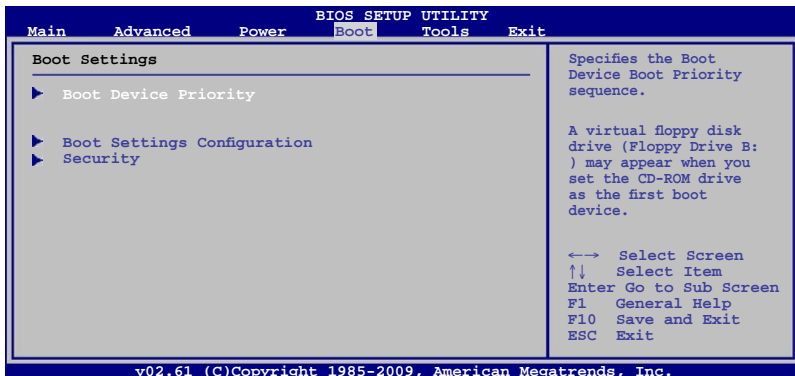 BIOS SETUP UTILITY
Main Advanced Power Boot Tools Exit
Boot Settings
Boot Device Priority
Boot Settings Configuration
Security
Specifies the Boot
Device Boot Priority
sequence.
A virtual floppy disk
drive (Floppy Drive B:
) may appear when you
set the CD-ROM drive
as the first boot
device.
←→ Select Screen
↑↓ Select Item
Enter Go to Sub Screen
F1 General Help
F10 Save and Exit
ESC Exit
v02.61 (C)Copyright 1985-2009, American Megatrends, Inc.